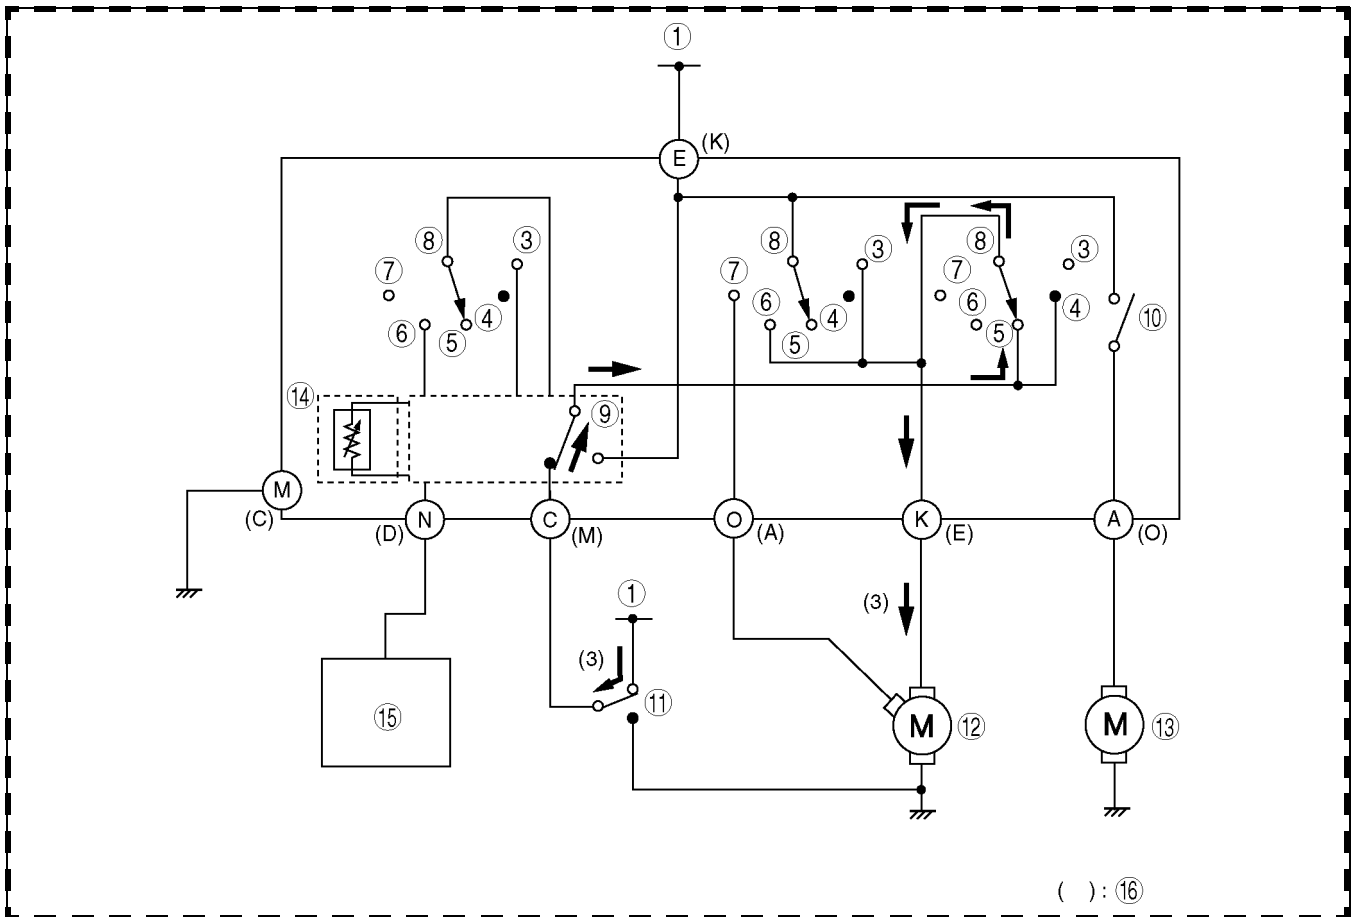 ①
E (K)
⑧ ③ ⑧ ③ ⑧ ③
⑦ ⑦ ⑦
⑥ ⑤ ④ ⑥ ⑤ ④ ⑥ ⑤ ④ ⑩
⑭ ⑨
M
(C) (D) N C (M) O (A) K (E) A (O)
①
(3) (3)
⑪
⑮ M ⑫ M ⑬
( ) : ⑯